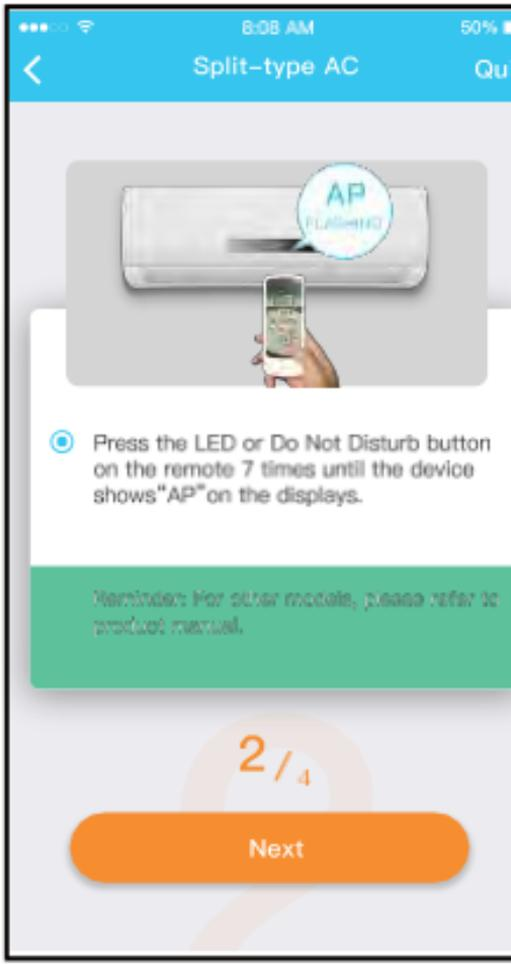 8:08 AM
50%
Split-type AC
Qu
AP
FLASHING
Press the LED or Do Not Disturb button
on the remote 7 times until the device
shows"AP"on the displays.
Reminder: For other models, please refer to
product manual.
2/4
Next